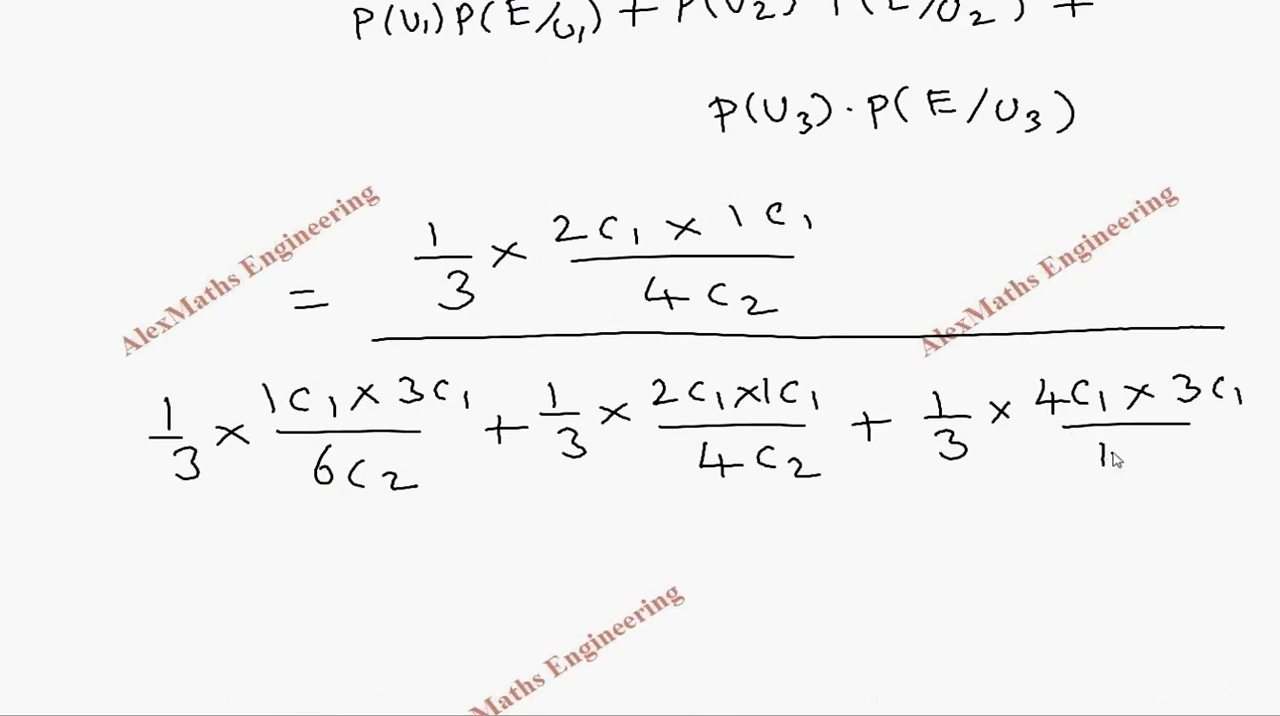 P(U₁)P(E/U₁) + P(U₂) P(E/U₂) +
P(U₃) . P(E/U₃)
1/3 × 2C₁ × 1C₁ / 4C₂
=
1/3 × 1C₁ × 3C₁ / 6C₂ + 1/3 × 2C₁×1C₁ / 4C₂ + 1/3 × 4C₁ × 3C₁ / 1
AlexMaths Engineering
AlexMaths Engineering
Maths Engineering